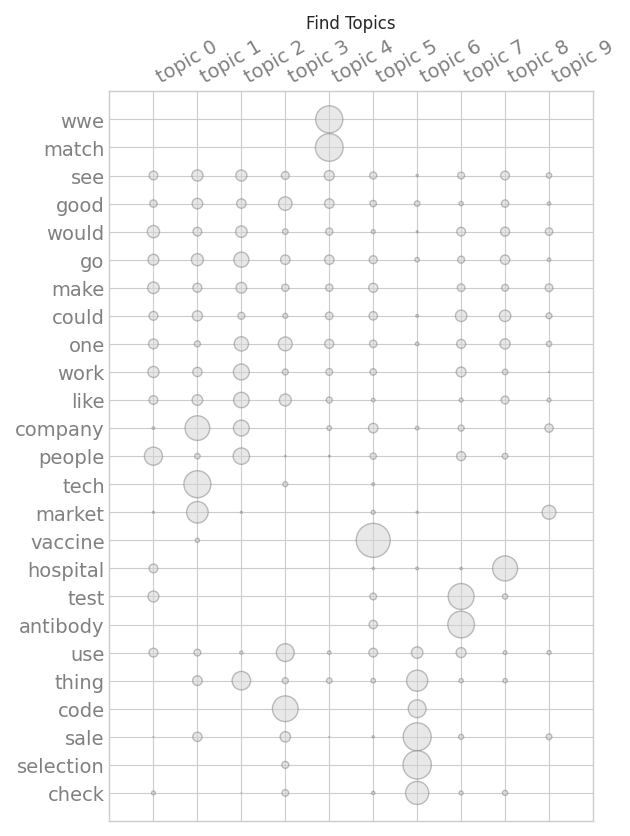 Find Topics
topic 0
topic 1
topic 2
topic 3
topic 4
topic 5
topic 6
topic 7
topic 8
topic 9
wwe
match
see
good
would
go
make
could
one
work
like
company
people
tech
market
vaccine
hospital
test
antibody
use
thing
code
sale
selection
check